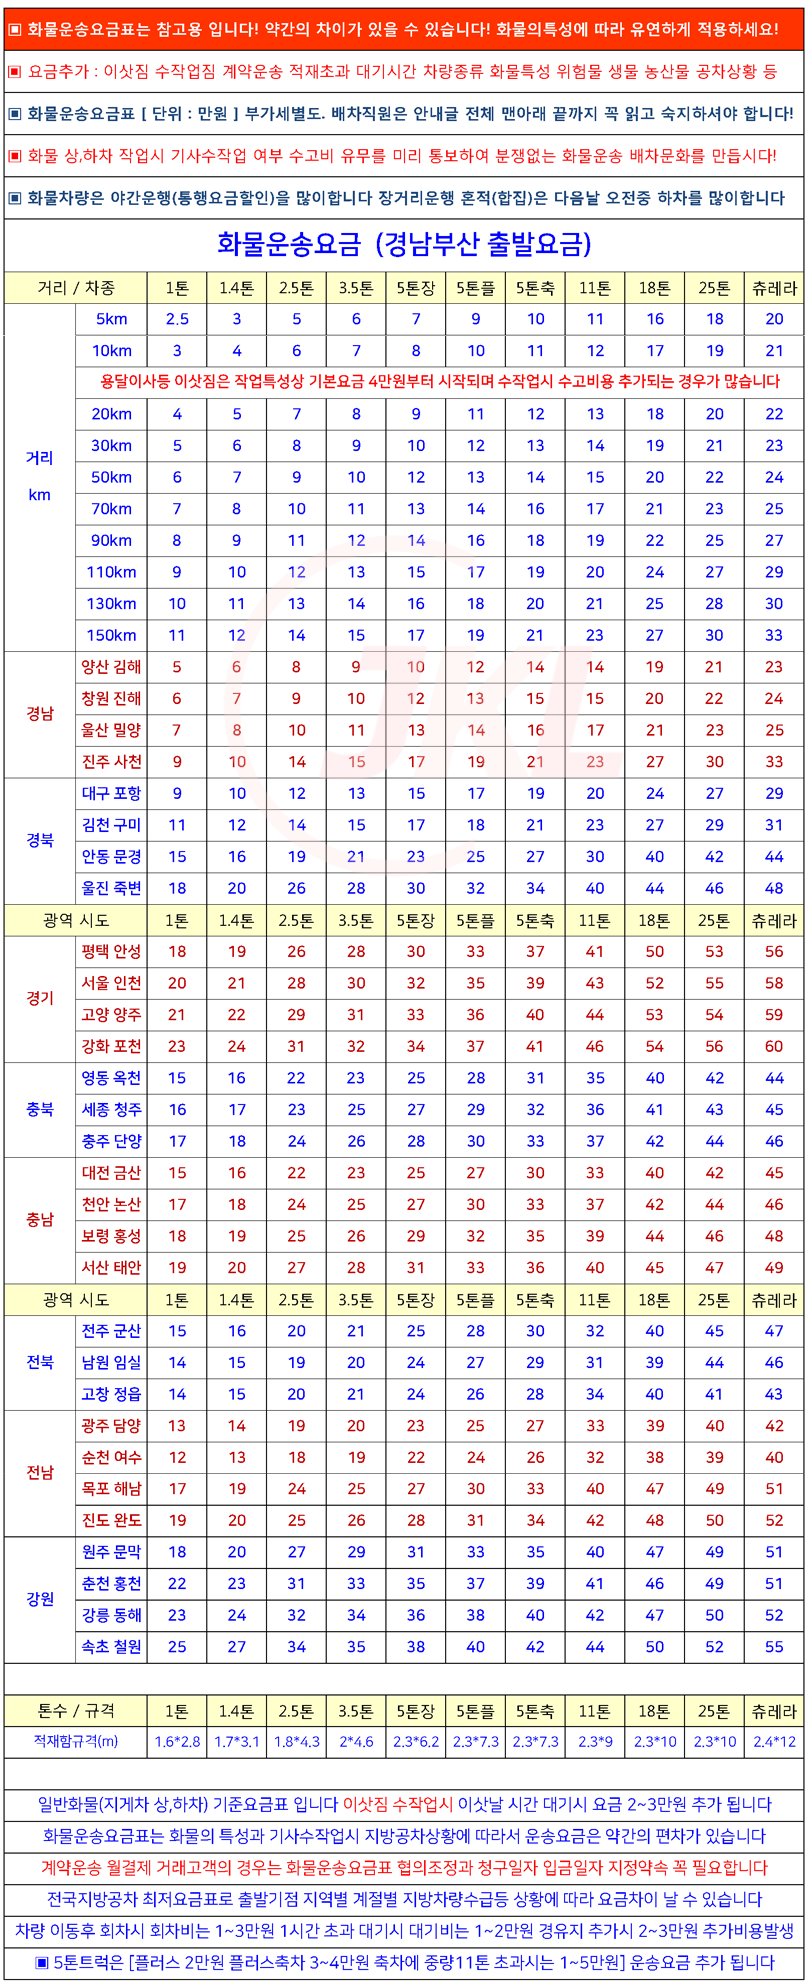 ▣ 화물운송요금표는 참고용 입니다! 약간의 차이가 있을 수 있습니다! 화물의특성에 따라 유연하게 적용하세요!
▣ 요금추가 : 이삿짐 수작업짐 계약운송 적재초과 대기시간 차량종류 화물특성 위험물 생물 농산물 공차상황 등
▣ 화물운송요금표 [ 단위 : 만원 ] 부가세별도. 배차직원은 안내글 전체 맨아래 끝까지 꼭 읽고 숙지하셔야 합니다!
▣ 화물 상,하차 작업시 기사수작업 여부 수고비 유무를 미리 통보하여 분쟁없는 화물운송 배차문화를 만듭시다!
▣ 화물차량은 야간운행(통행요금할인)을 많이합니다 장거리운행 혼적(합짐)은 다음날 오전중 하차를 많이합니다
화물운송요금 (경남부산 출발요금)
거리 / 차종 1톤 1.4톤 2.5톤 3.5톤 5톤장 5톤플 5톤축 11톤 18톤 25톤 츄레라
5km 2.5 3 5 6 7 9 10 11 16 18 20
10km 3 4 6 7 8 10 11 12 17 19 21
용달이사등 이삿짐은 작업특성상 기본요금 4만원부터 시작되며 수작업시 수고비용 추가되는 경우가 많습니다
20km 4 5 7 8 9 11 12 13 18 20 22
30km 5 6 8 9 10 12 13 14 19 21 23
거리
50km 6 7 9 10 12 13 14 15 20 22 24
km
70km 7 8 10 11 13 14 16 17 21 23 25
90km 8 9 11 12 14 16 18 19 22 25 27
110km 9 10 12 13 15 17 19 20 24 27 29
130km 10 11 13 14 16 18 20 21 25 28 30
150km 11 12 14 15 17 19 21 23 27 30 33
JKL
경남
양산 김해 5 6 8 9 10 12 14 14 19 21 23
창원 진해 6 7 9 10 12 13 15 15 20 22 24
울산 밀양 7 8 10 11 13 14 16 17 21 23 25
진주 사천 9 10 14 15 17 19 21 23 27 30 33
경북
대구 포항 9 10 12 13 15 17 19 20 24 27 29
김천 구미 11 12 14 15 17 18 21 23 27 29 31
안동 문경 15 16 19 21 23 25 27 30 40 42 44
울진 죽변 18 20 26 28 30 32 34 40 44 46 48
광역 시도 1톤 1.4톤 2.5톤 3.5톤 5톤장 5톤플 5톤축 11톤 18톤 25톤 츄레라
경기
평택 안성 18 19 26 28 30 33 37 41 50 53 56
서울 인천 20 21 28 30 32 35 39 43 52 55 58
고양 양주 21 22 29 31 33 36 40 44 53 54 59
강화 포천 23 24 31 32 34 37 41 46 54 56 60
충북
영동 옥천 15 16 22 23 25 28 31 35 40 42 44
세종 청주 16 17 23 25 27 29 32 36 41 43 45
충주 단양 17 18 24 26 28 30 33 37 42 44 46
충남
대전 금산 15 16 22 23 25 27 30 33 40 42 45
천안 논산 17 18 24 25 27 30 33 37 42 44 46
보령 홍성 18 19 25 26 29 32 35 39 44 46 48
서산 태안 19 20 27 28 31 33 36 40 45 47 49
광역 시도 1톤 1.4톤 2.5톤 3.5톤 5톤장 5톤플 5톤축 11톤 18톤 25톤 츄레라
전북
전주 군산 15 16 20 21 25 28 30 32 40 45 47
남원 임실 14 15 19 20 24 27 29 31 39 44 46
고창 정읍 14 15 20 21 24 26 28 34 40 41 43
전남
광주 담양 13 14 19 20 23 25 27 33 39 40 42
순천 여수 12 13 18 19 22 24 26 32 38 39 40
목포 해남 17 19 24 25 27 30 33 40 47 49 51
진도 완도 19 20 25 26 28 31 34 42 48 50 52
강원
원주 문막 18 20 27 29 31 33 35 40 47 49 51
춘천 홍천 22 23 31 33 35 37 39 41 46 49 51
강릉 동해 23 24 32 34 36 38 40 42 47 50 52
속초 철원 25 27 34 35 38 40 42 44 50 52 55
톤수 / 규격 1톤 1.4톤 2.5톤 3.5톤 5톤장 5톤플 5톤축 11톤 18톤 25톤 츄레라
적재함규격(m) 1.6*2.8 1.7*3.1 1.8*4.3 2*4.6 2.3*6.2 2.3*7.3 2.3*7.3 2.3*9 2.3*10 2.3*10 2.4*12
일반화물(지게차 상,하차) 기준요금표 입니다 이삿짐 수작업시 이삿날 시간 대기시 요금 2~3만원 추가 됩니다
화물운송요금표는 화물의 특성과 기사수작업시 지방공차상황에 따라서 운송요금은 약간의 편차가 있습니다
계약운송 월결제 거래고객의 경우는 화물운송요금표 협의조정과 청구일자 입금일자 지정약속 꼭 필요합니다
전국지방공차 최저요금표로 출발기점 지역별 계절별 지방차량수급등 상황에 따라 요금차이 날 수 있습니다
차량 이동후 회차시 회차비는 1~3만원 1시간 초과 대기시 대기비는 1~2만원 경유지 추가시 2~3만원 추가비용발생
▣ 5톤트럭은 [플러스 2만원 플러스축차 3~4만원 축차에 중량11톤 초과시는 1~5만원] 운송요금 추가 됩니다